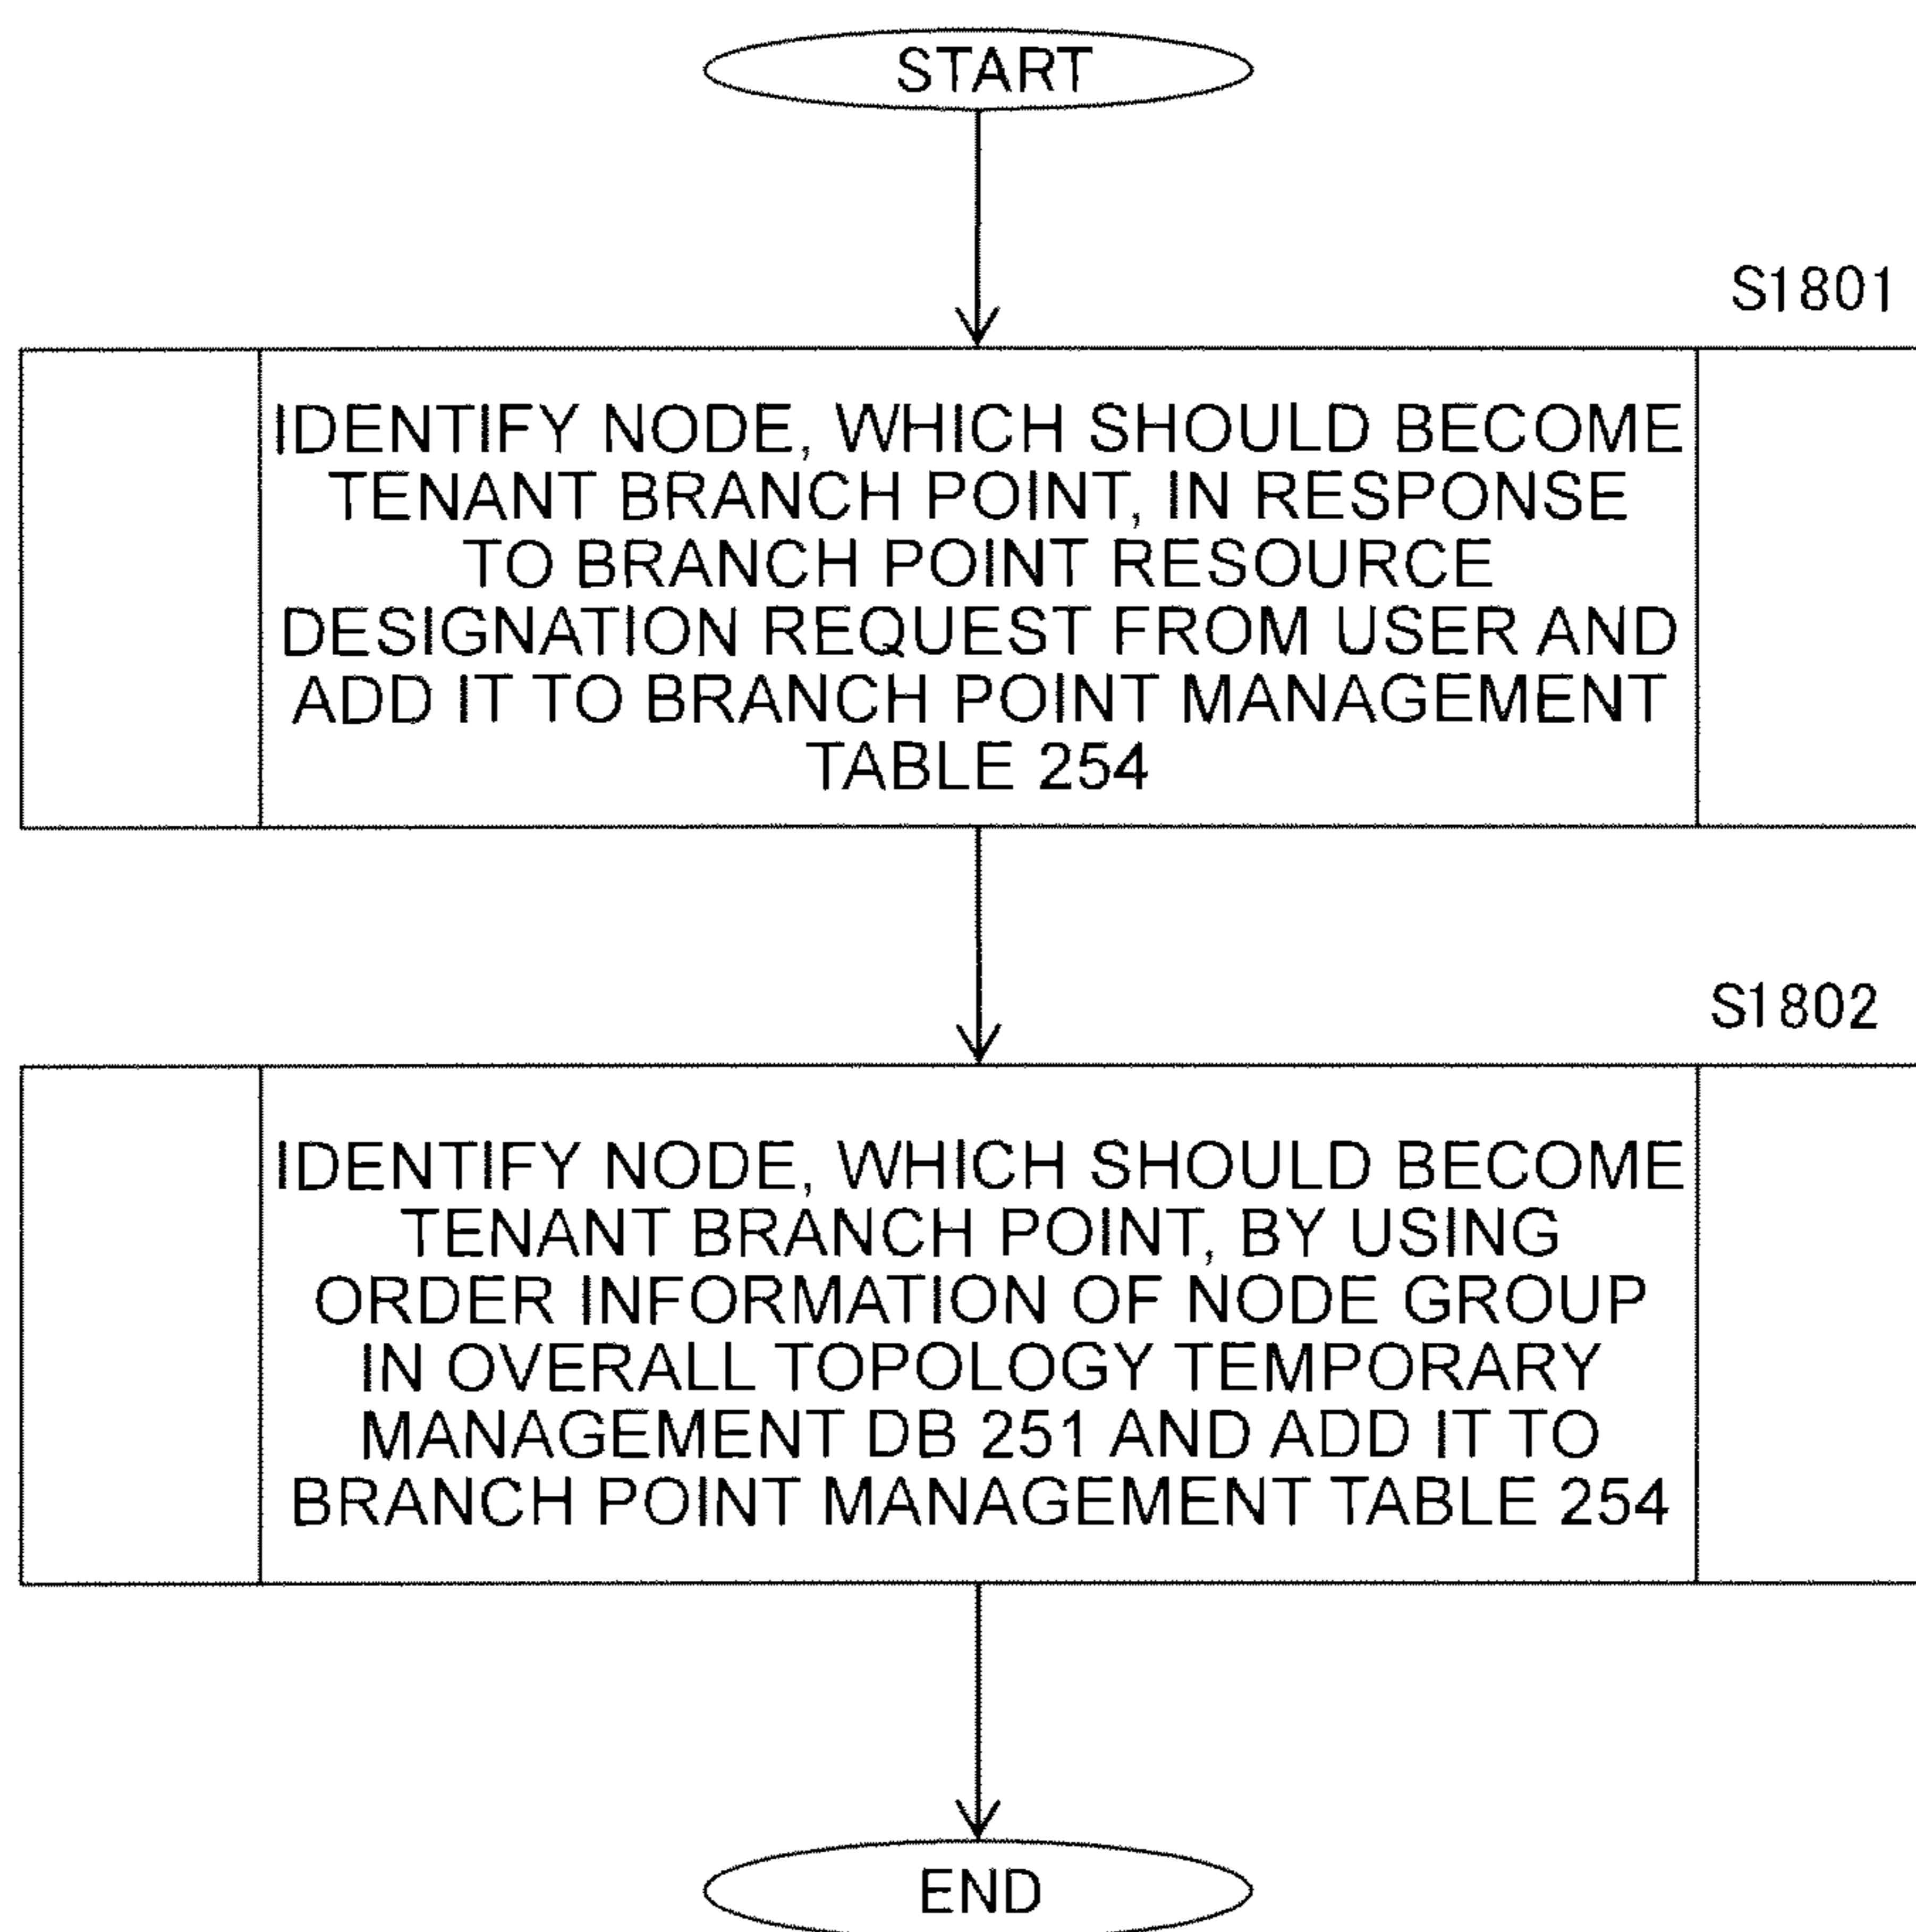 START
S1801
IDENTIFY NODE, WHICH SHOULD BECOME
TENANT BRANCH POINT, IN RESPONSE
TO BRANCH POINT RESOURCE
DESIGNATION REQUEST FROM USER AND
ADD IT TO BRANCH POINT MANAGEMENT
TABLE 254
S1802
IDENTIFY NODE, WHICH SHOULD BECOME
TENANT BRANCH POINT, BY USING
ORDER INFORMATION OF NODE GROUP
IN OVERALL TOPOLOGY TEMPORARY
MANAGEMENT DB 251 AND ADD IT TO
BRANCH POINT MANAGEMENT TABLE 254
END